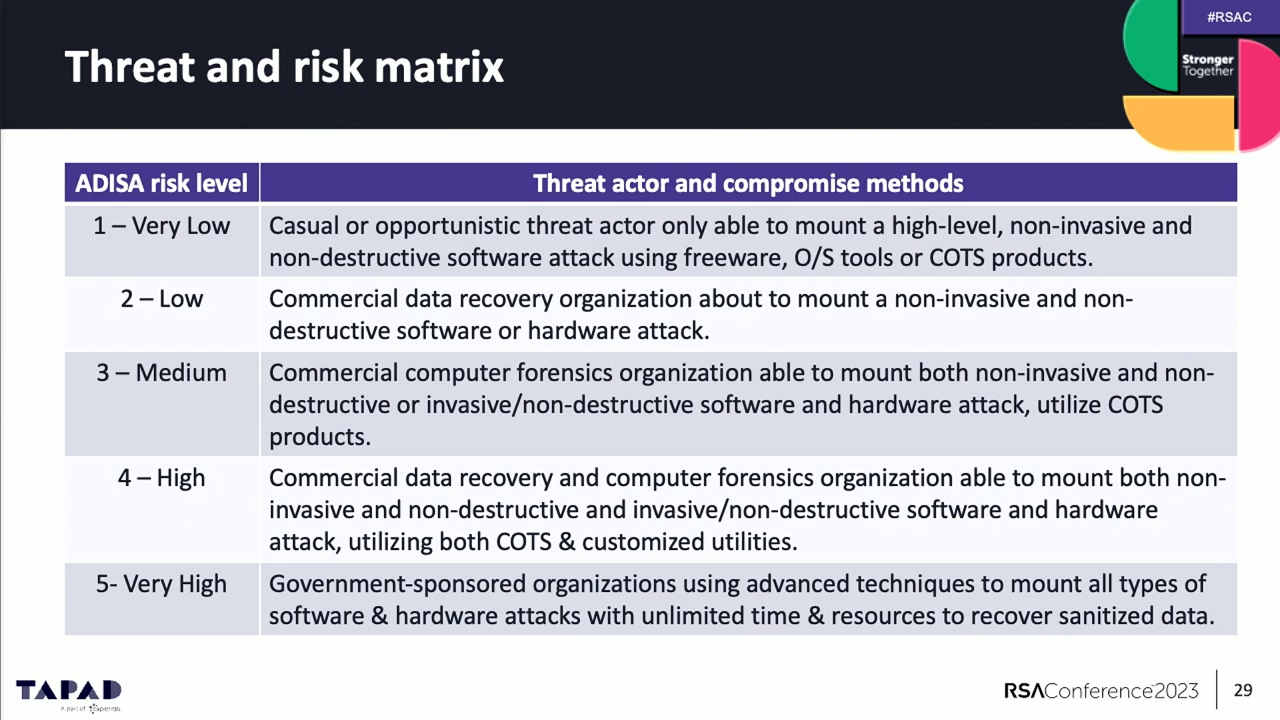 #RSAC
Stronger
Together
Threat and risk matrix
ADISA risk level
Threat actor and compromise methods
1 – Very Low
Casual or opportunistic threat actor only able to mount a high-level, non-invasive and
non-destructive software attack using freeware, O/S tools or COTS products.
2 – Low
Commercial data recovery organization about to mount a non-invasive and non-
destructive software or hardware attack.
3 – Medium
Commercial computer forensics organization able to mount both non-invasive and non-
destructive or invasive/non-destructive software and hardware attack, utilize COTS
products.
4 – High
Commercial data recovery and computer forensics organization able to mount both non-
invasive and non-destructive and invasive/non-destructive software and hardware
attack, utilizing both COTS & customized utilities.
5- Very High
Government-sponsored organizations using advanced techniques to mount all types of
software & hardware attacks with unlimited time & resources to recover sanitized data.
TAPAD
A part of experian.
RSAConference™2023
29